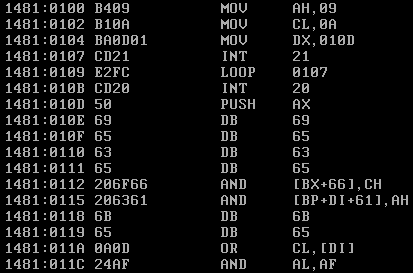 1481:0100 B409 MOV AH,09
1481:0102 B10A MOV CL,0A
1481:0104 BA0D01 MOV DX,010D
1481:0107 CD21 INT 21
1481:0109 E2FC LOOP 0107
1481:010B CD20 INT 20
1481:010D 50 PUSH AX
1481:010E 69 DB 69
1481:010F 65 DB 65
1481:0110 63 DB 63
1481:0111 65 DB 65
1481:0112 206F66 AND [BX+66],CH
1481:0115 206361 AND [BP+DI+61],AH
1481:0118 6B DB 6B
1481:0119 65 DB 65
1481:011A 0A0D OR CL,[DI]
1481:011C 24AF AND AL,AF